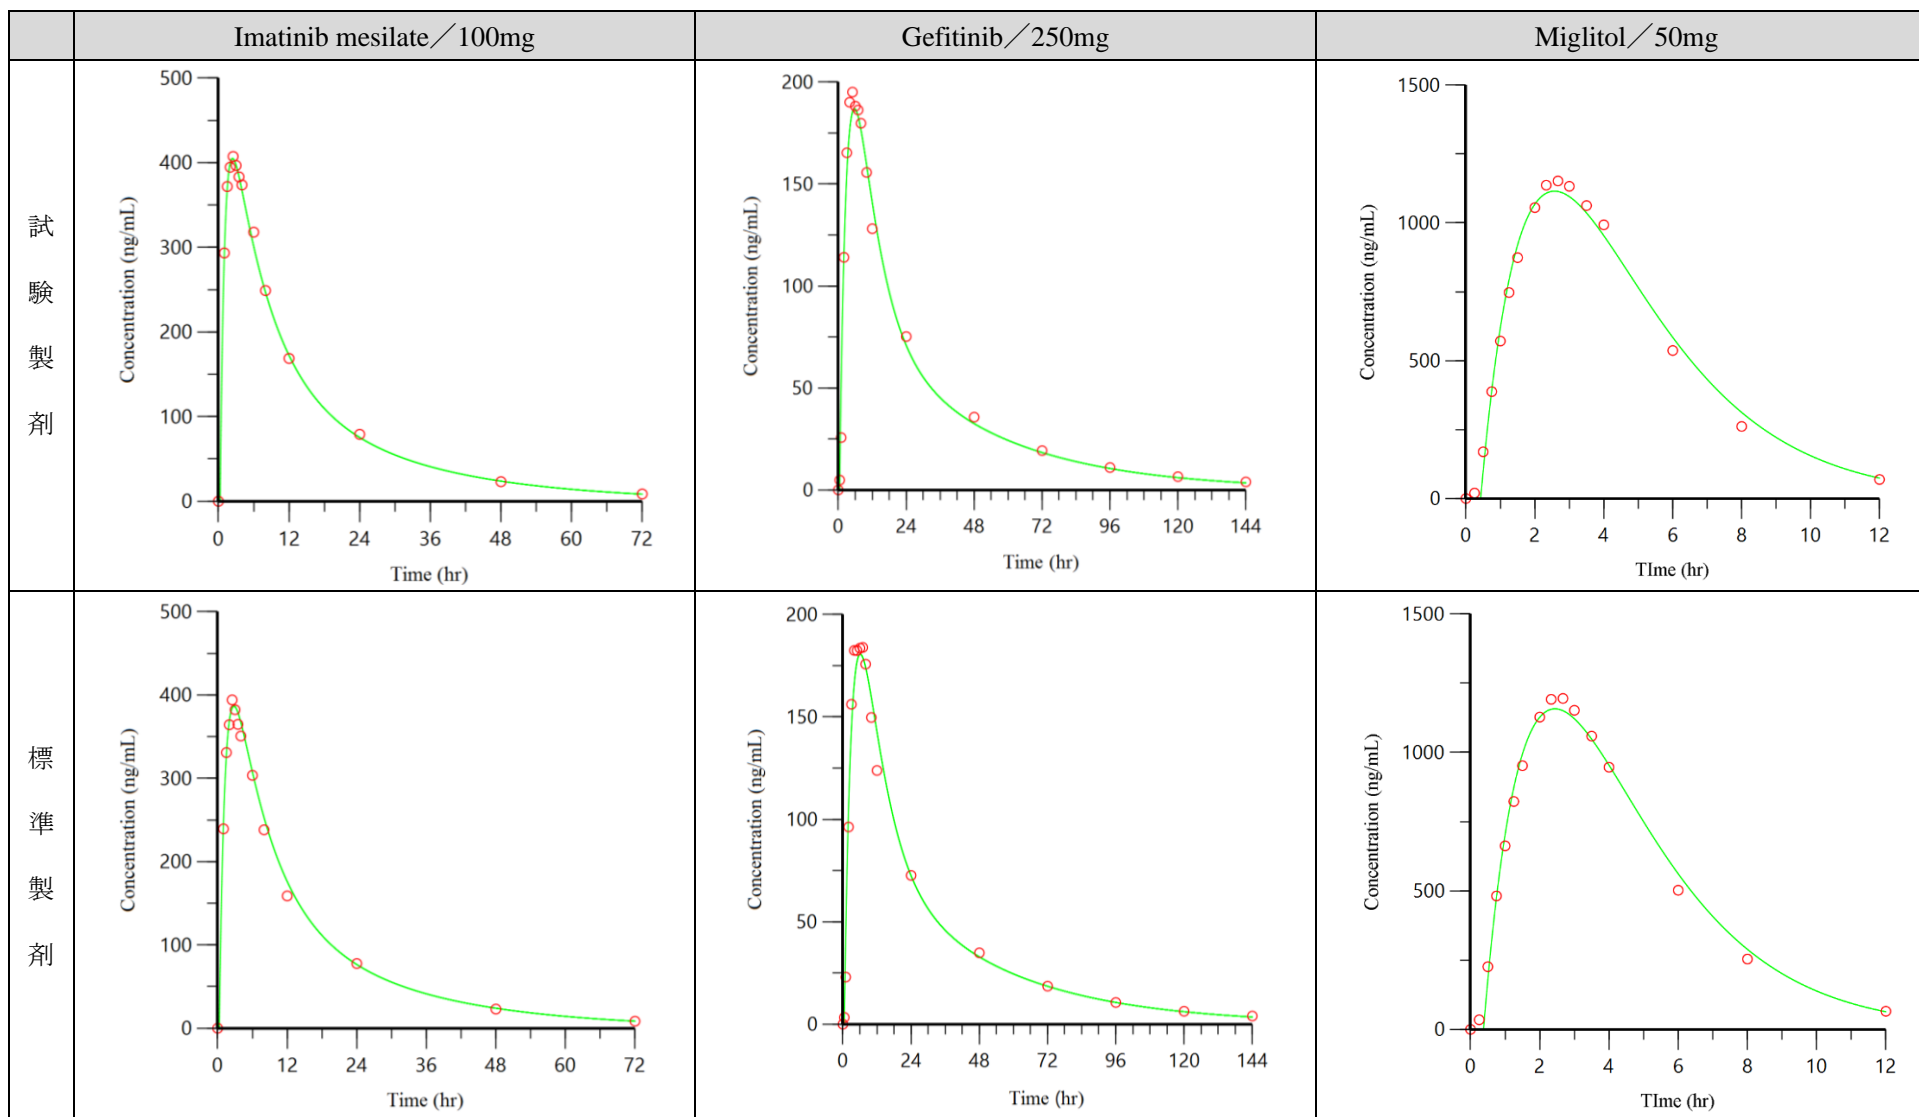 Imatinib mesilate／100mg
Gefitinib／250mg
Miglitol／50mg
試験製剤
Concentration (ng/mL)
500
400
300
200
100
0
0 12 24 36 48 60 72
Time (hr)
Concentration (ng/mL)
200
150
100
50
0
0 24 48 72 96 120 144
Time (hr)
Concentration (ng/mL)
1500
1000
500
0
0 2 4 6 8 10 12
TIme (hr)
標準製剤
Concentration (ng/mL)
500
400
300
200
100
0
0 12 24 36 48 60 72
Time (hr)
Concentration (ng/mL)
200
150
100
50
0
0 24 48 72 96 120 144
Time (hr)
Concentration (ng/mL)
1500
1000
500
0
0 2 4 6 8 10 12
TIme (hr)